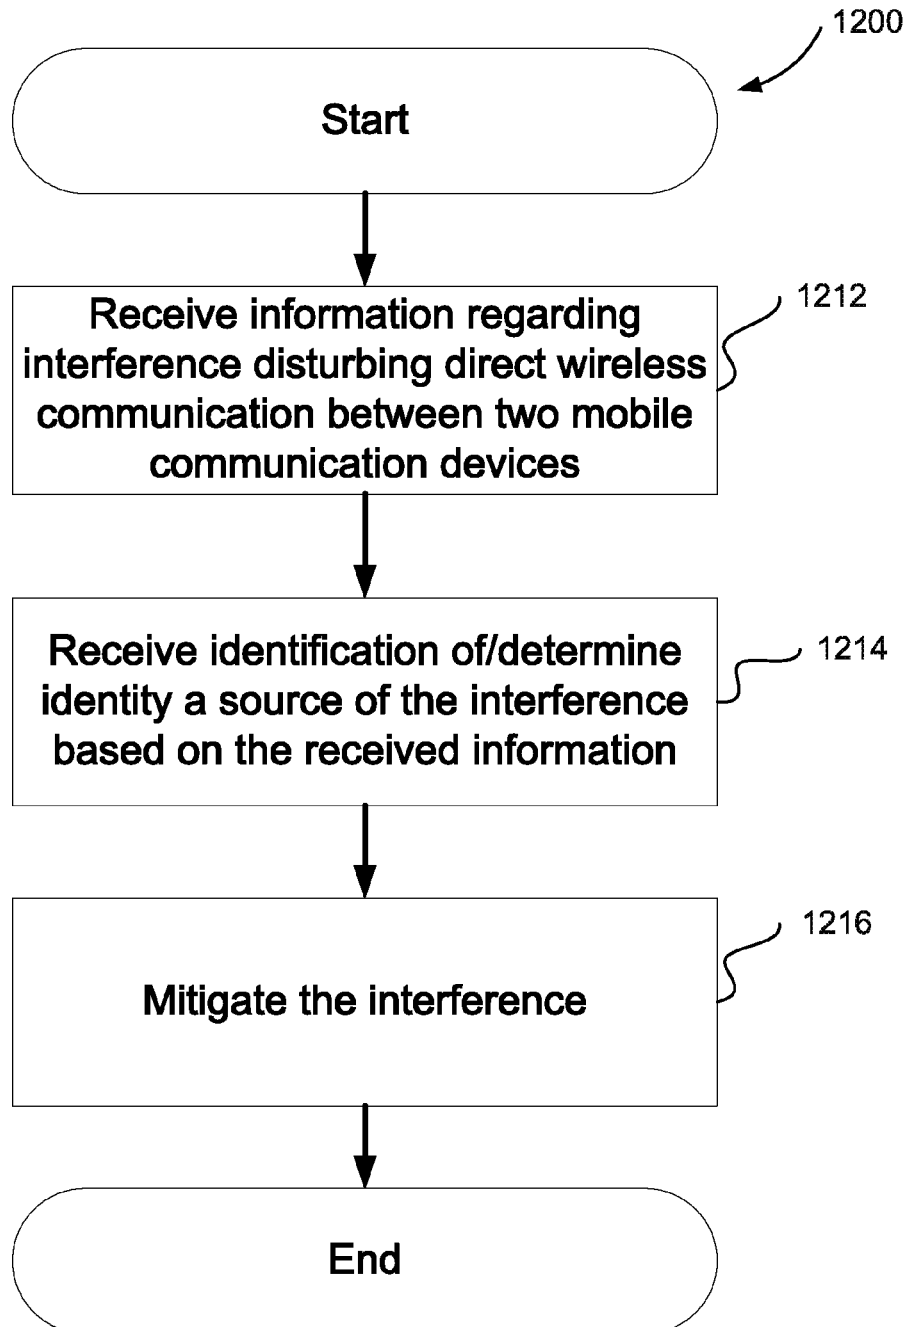 1200
Start
Receive information regarding
interference disturbing direct wireless
communication between two mobile
communication devices
1212
Receive identification of/determine
identity a source of the interference
based on the received information
1214
Mitigate the interference
1216
End